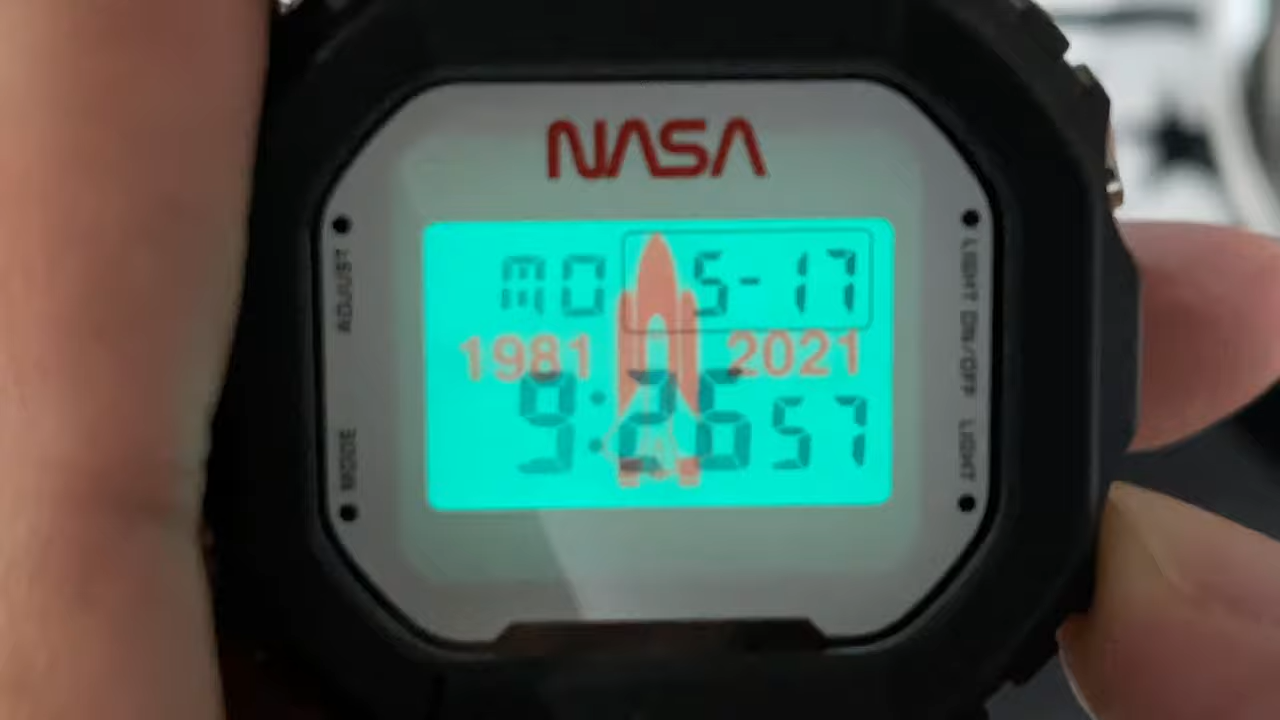 NASA
ADJUST
LIGHT ON/OFF
MO 5-17
1981 2021
9:26 57
MODE
LIGHT